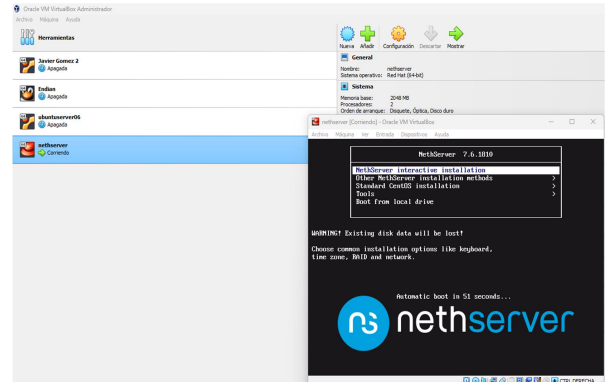 Oracle VM VirtualBox Administrador
Archivo Máquina Ayuda
Herramientas
Nueva Añadir Configuración Descartar Mostrar
Javier Gomez 2
Apagada
Endian
Apagada
ubuntuserver06
Apagada
nethserver
Corriendo
General
Nombre: nethserver
Sistema operativo: Red Hat (64-bit)
Sistema
Memoria base: 2048 MB
Procesadores: 2
Orden de arranque: Disquete, Óptica, Disco duro
nethserver [Corriendo] - Oracle VM VirtualBox
Archivo Máquina Ver Entrada Dispositivos Ayuda
NethServer 7.6.1810
NethServer interactive installation
Other NethServer installation methods >
Standard CentOS installation >
Tools >
Boot from local drive
WARNING! Existing disk data will be lost!
Choose common installation options like keyboard,
time zone, RAID and network.
Automatic boot in 51 seconds...
ns nethserver
CTRL DERECHA